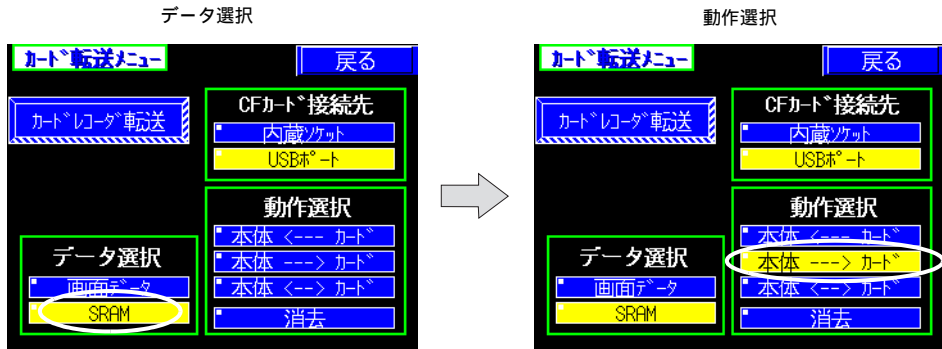 データ選択
カード転送メニュー
戻る
カードレコーダ転送
CFカード接続先
内蔵ソケット
USBポート
動作選択
本体 <--- カード
本体 ---> カード
本体 <--> カード
消去
データ選択
画面データ
SRAM
動作選択
カード転送メニュー
戻る
カードレコーダ転送
CFカード接続先
内蔵ソケット
USBポート
動作選択
本体 <--- カード
本体 ---> カード
本体 <--> カード
消去
データ選択
画面データ
SRAM